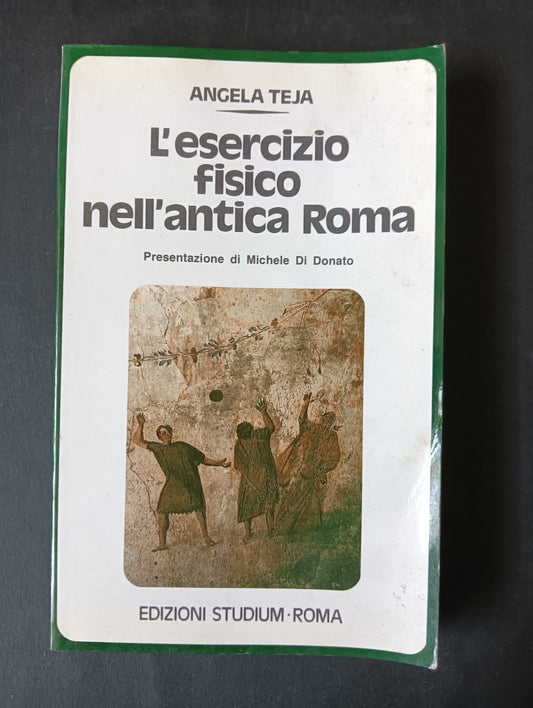 ANGELA TEJA
L'esercizio
fisico
nell'antica Roma
Presentazione di Michele Di Donato
EDIZIONI STUDIUM · ROMA